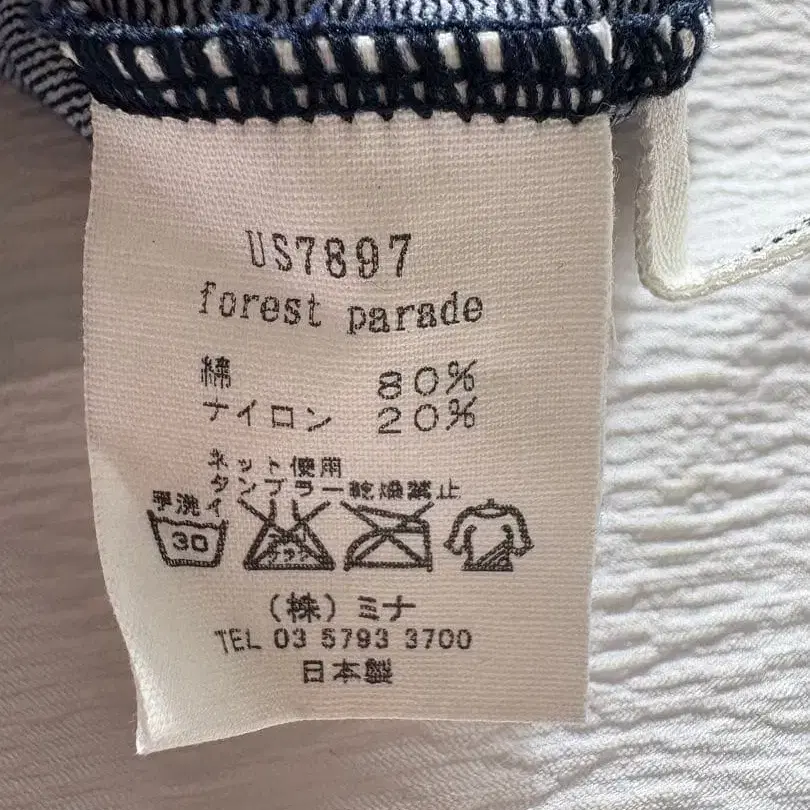 US7897
forest parade
綿 80%
ナイロン 20%
ネット使用
タンブラー乾燥禁止
手洗イ
30
(株)ミナ
TEL 03 5793 3700
日本製